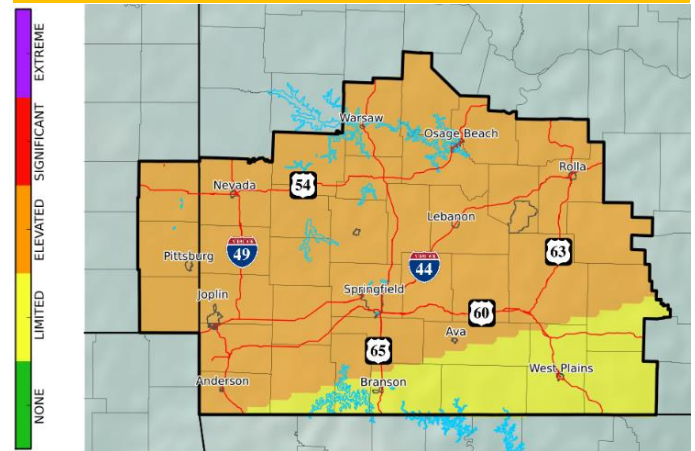 EXTREME
SIGNIFICANT
ELEVATED
LIMITED
NONE
Warsaw
Osage Beach
Rolla
Nevada
54
Lebanon
Pittsburg
49
44
63
Joplin
Springfield
60
Ava
65
Anderson
Branson
West Plains